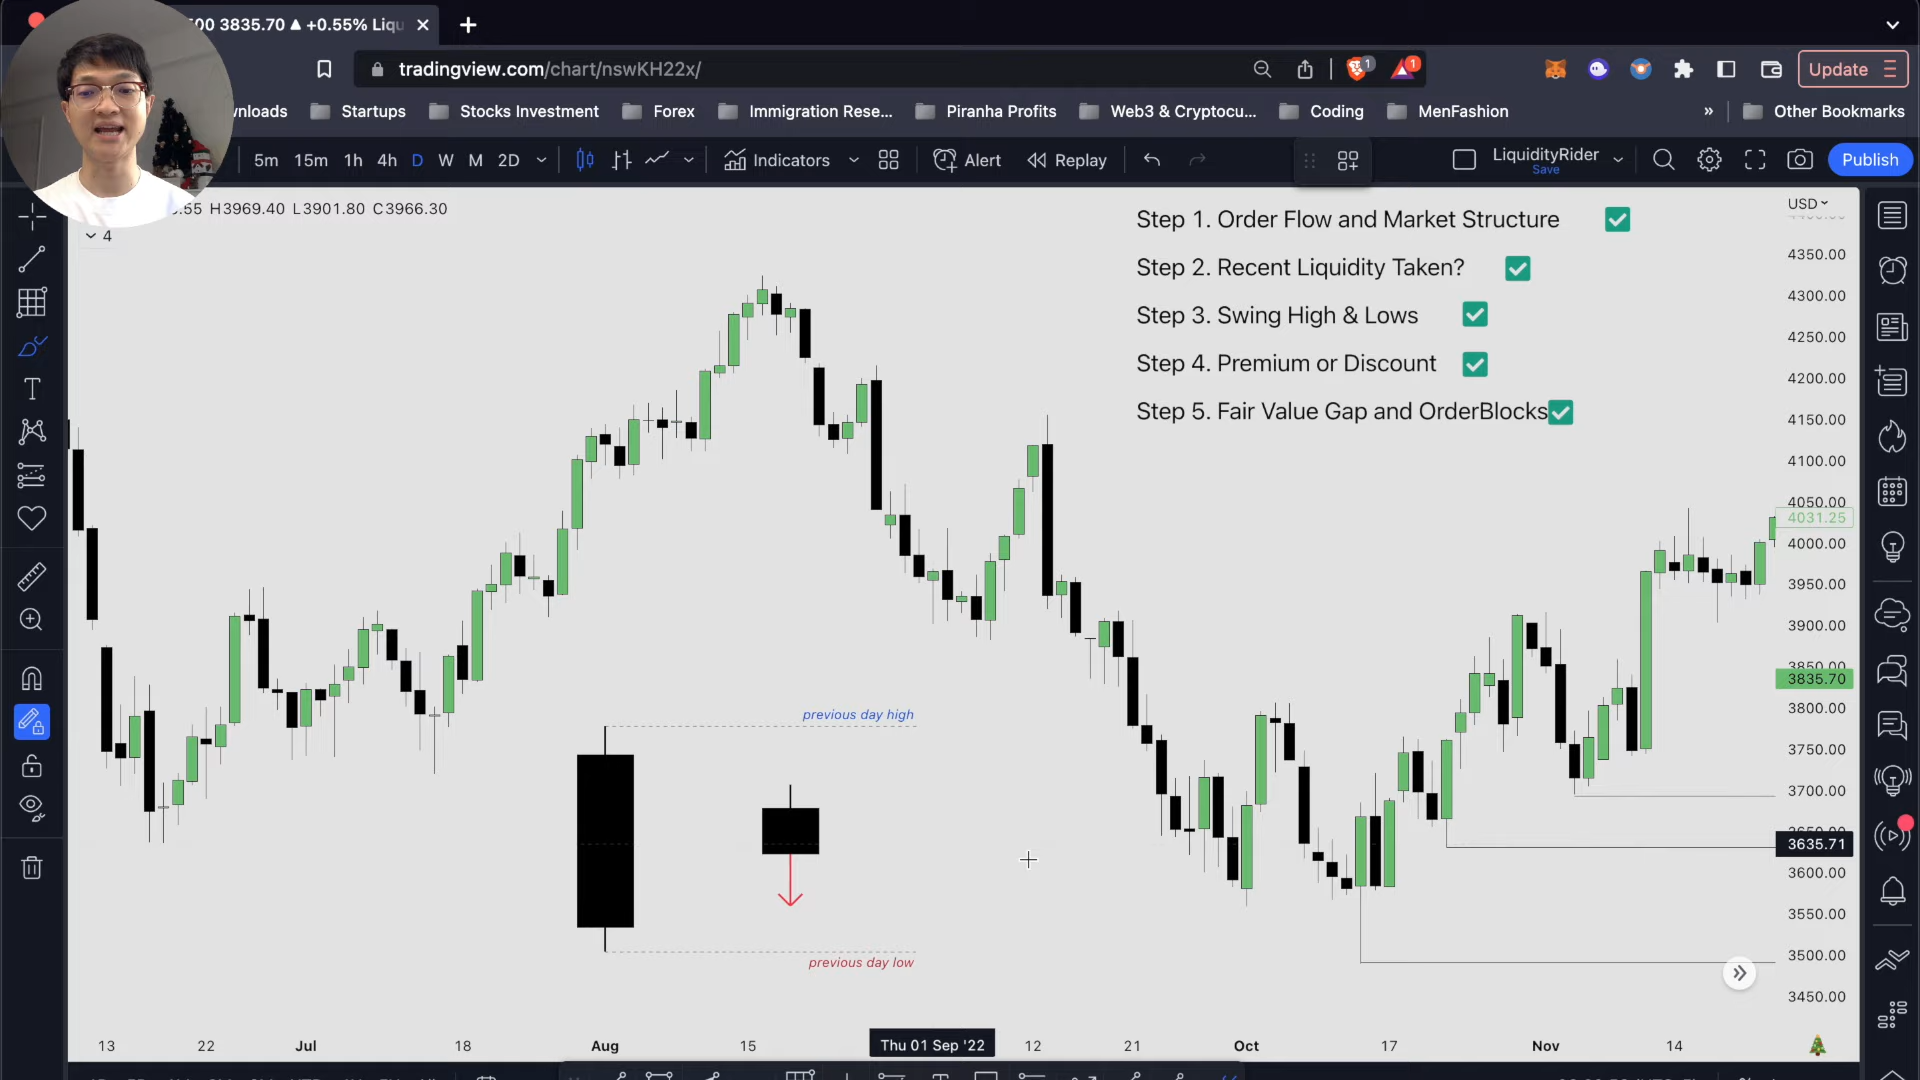 00 3835.70 ▲ +0.55% Liqu
tradingview.com/chart/nswKH22x/
1
1
Update
wnloads
Startups
Stocks Investment
Forex
Immigration Rese...
Piranha Profits
Web3 & Cryptocu...
Coding
MenFashion
»
Other Bookmarks
5m 15m 1h 4h D W M 2D
Indicators
Alert
Replay
LiquidityRider
Save
Publish
.55 H3969.40 L3901.80 C3966.30
4
USD
Step 1. Order Flow and Market Structure ✅
Step 2. Recent Liquidity Taken? ✅
Step 3. Swing High & Lows ✅
Step 4. Premium or Discount ✅
Step 5. Fair Value Gap and OrderBlocks ✅
4350.00
4300.00
4250.00
4200.00
4150.00
4100.00
4050.00
4031.25
4000.00
3950.00
3900.00
3850.00
3835.70
3800.00
3750.00
3700.00
3635.71
3600.00
3550.00
3500.00
3450.00
previous day high
previous day low
13 22 Jul 18 Aug 15 Thu 01 Sep '22 12 21 Oct 17 Nov 14